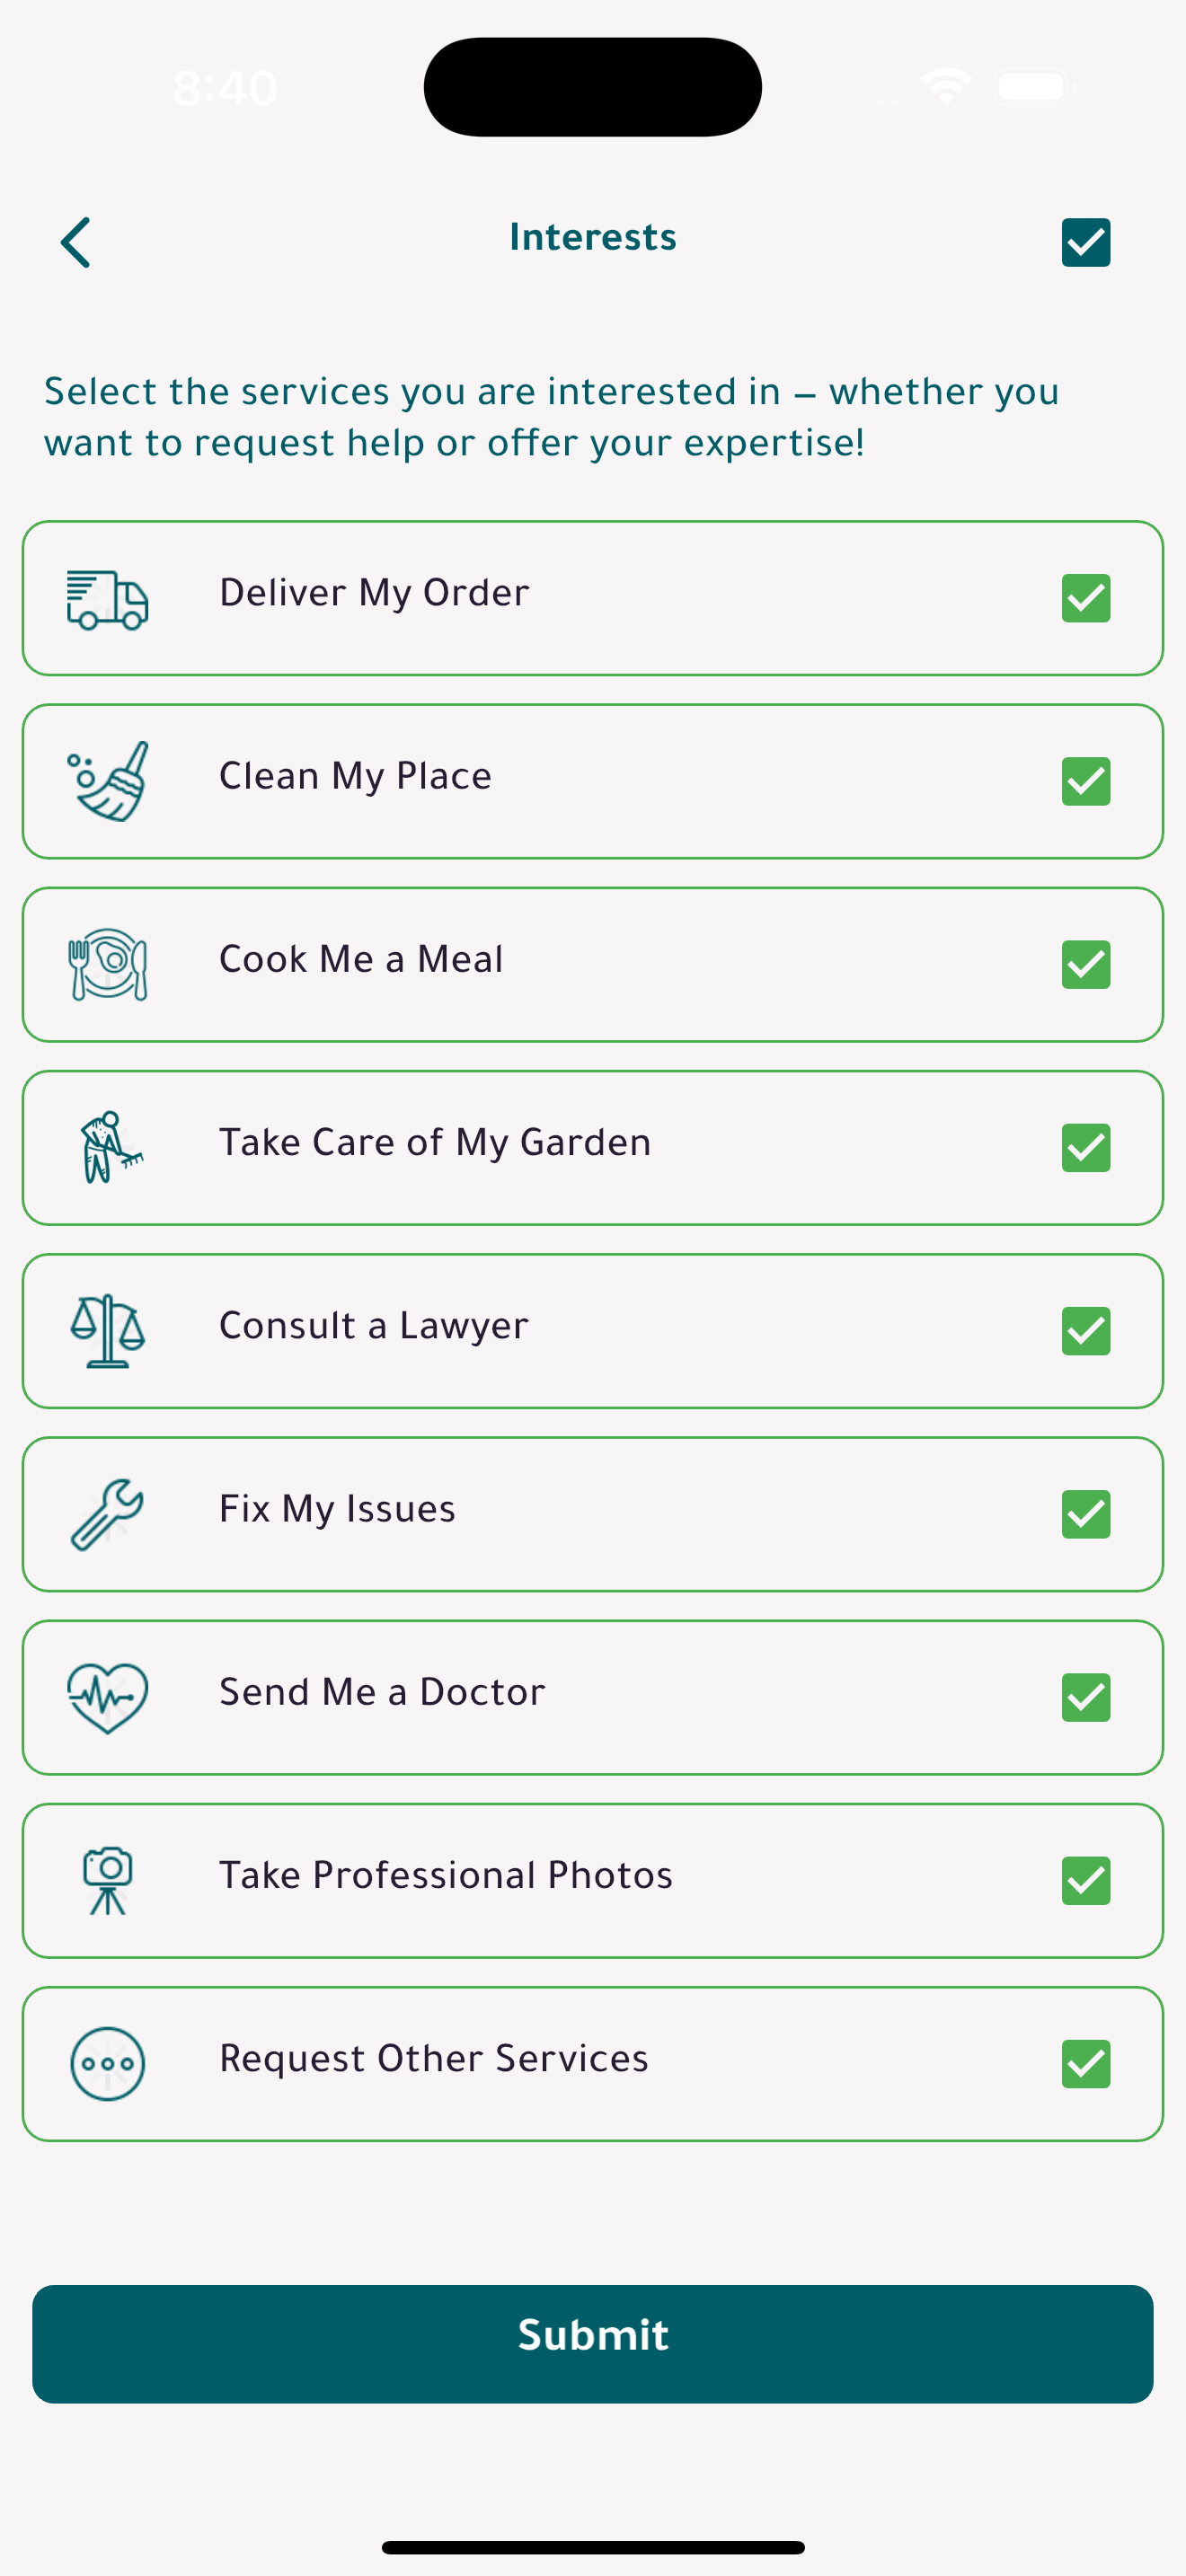 8:40
Interests
Select the services you are interested in – whether you
want to request help or offer your expertise!
Deliver My Order
Clean My Place
Cook Me a Meal
Take Care of My Garden
Consult a Lawyer
Fix My Issues
Send Me a Doctor
Take Professional Photos
Request Other Services
Submit